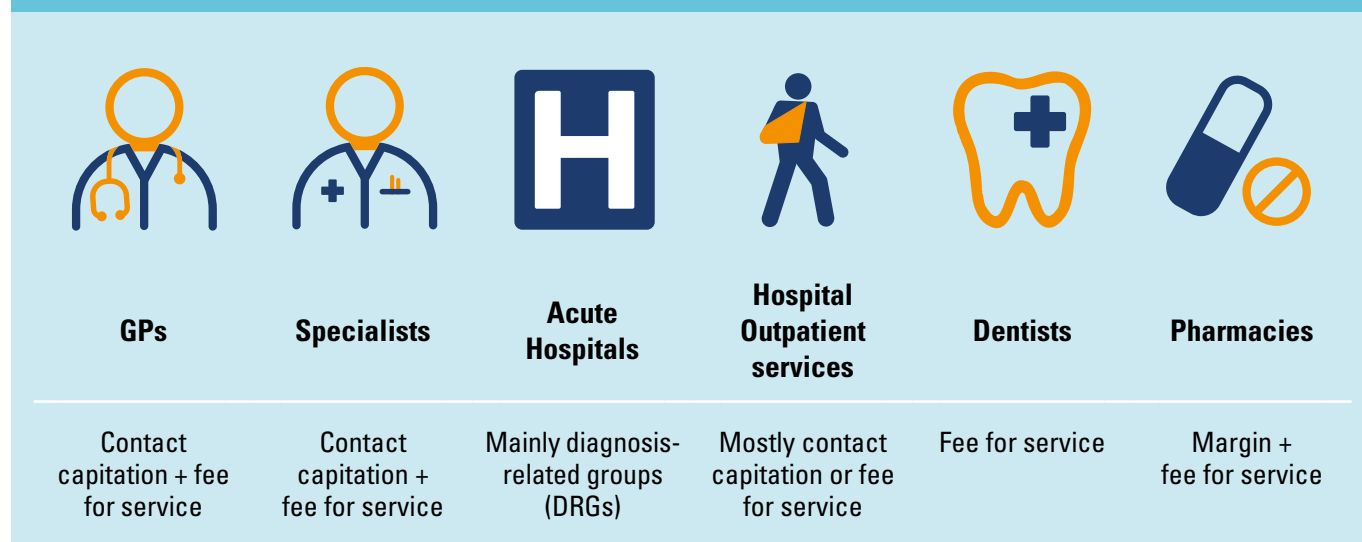 H
GPs
Specialists
Acute
Hospitals
Hospital
Outpatient
services
Dentists
Pharmacies
Contact
capitation + fee
for service
Contact
capitation +
fee for service
Mainly diagnosis-
related groups
(DRGs)
Mostly contact
capitation or fee
for service
Fee for service
Margin +
fee for service